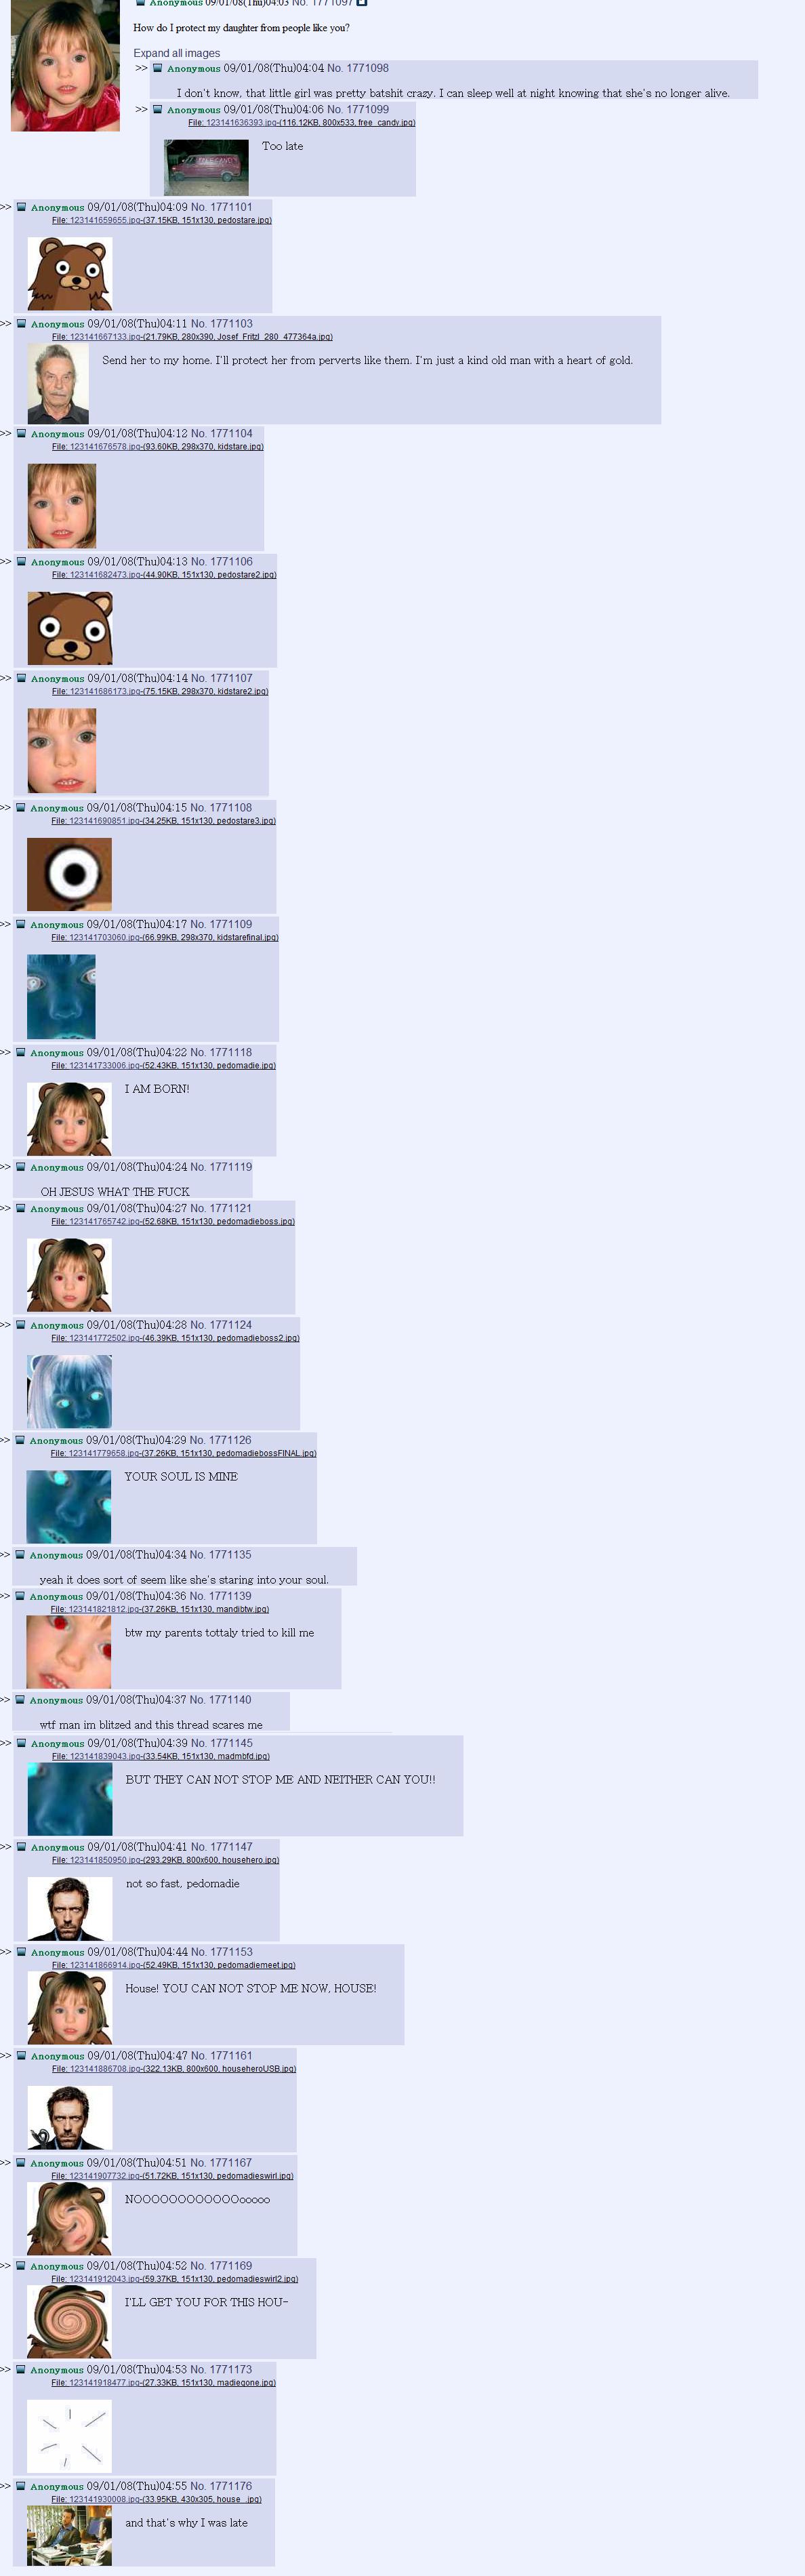 Anonymous 09/01/08(Thu)04:03 No. 1771097
How do I protect my daughter from people like you?
Expand all images
>> Anonymous 09/01/08(Thu)04:04 No. 1771098
I don't know, that little girl was pretty batshit crazy. I can sleep well at night knowing that she's no longer alive.
>> Anonymous 09/01/08(Thu)04:06 No. 1771099
File: 123141636393.jpg-(116.12KB, 800x533, free_candy.jpg)
Too late
>> Anonymous 09/01/08(Thu)04:09 No. 1771101
File: 123141659655.jpg-(37.15KB, 151x130, pedostare.jpg)
>> Anonymous 09/01/08(Thu)04:11 No. 1771103
File: 123141667133.jpg-(21.79KB, 280x390, Josef_Fritzl_280_477364a.jpg)
Send her to my home. I'll protect her from perverts like them. I'm just a kind old man with a heart of gold.
>> Anonymous 09/01/08(Thu)04:12 No. 1771104
File: 123141676578.jpg-(93.60KB, 298x370, kidstare.jpg)
>> Anonymous 09/01/08(Thu)04:13 No. 1771106
File: 123141682473.jpg-(44.90KB, 151x130, pedostare2.jpg)
>> Anonymous 09/01/08(Thu)04:14 No. 1771107
File: 123141686173.jpg-(75.15KB, 298x370, kidstare2.jpg)
>> Anonymous 09/01/08(Thu)04:15 No. 1771108
File: 123141690851.jpg-(34.25KB, 151x130, pedostare3.jpg)
>> Anonymous 09/01/08(Thu)04:17 No. 1771109
File: 123141703060.jpg-(66.99KB, 298x370, kidstarefinal.jpg)
>> Anonymous 09/01/08(Thu)04:22 No. 1771118
File: 123141733006.jpg-(52.43KB, 151x130, pedomadie.jpg)
I AM BORN!
>> Anonymous 09/01/08(Thu)04:24 No. 1771119
OH JESUS WHAT THE FUCK
>> Anonymous 09/01/08(Thu)04:27 No. 1771121
File: 123141765742.jpg-(52.68KB, 151x130, pedomadieboss.jpg)
>> Anonymous 09/01/08(Thu)04:28 No. 1771124
File: 123141772502.jpg-(46.39KB, 151x130, pedomadieboss2.jpg)
>> Anonymous 09/01/08(Thu)04:29 No. 1771126
File: 123141779658.jpg-(37.26KB, 151x130, pedomadiebossFINAL.jpg)
YOUR SOUL IS MINE
>> Anonymous 09/01/08(Thu)04:34 No. 1771135
yeah it does sort of seem like she's staring into your soul.
>> Anonymous 09/01/08(Thu)04:36 No. 1771139
File: 123141821812.jpg-(37.26KB, 151x130, mandibtw.jpg)
btw my parents tottaly tried to kill me
>> Anonymous 09/01/08(Thu)04:37 No. 1771140
wtf man im blitzed and this thread scares me
>> Anonymous 09/01/08(Thu)04:39 No. 1771145
File: 123141839043.jpg-(33.54KB, 151x130, madmbfd.jpg)
BUT THEY CAN NOT STOP ME AND NEITHER CAN YOU!!
>> Anonymous 09/01/08(Thu)04:41 No. 1771147
File: 123141850950.jpg-(293.29KB, 800x600, househero.jpg)
not so fast, pedomadie
>> Anonymous 09/01/08(Thu)04:44 No. 1771153
File: 123141866914.jpg-(52.49KB, 151x130, pedomadiemeet.jpg)
House! YOU CAN NOT STOP ME NOW, HOUSE!
>> Anonymous 09/01/08(Thu)04:47 No. 1771161
File: 123141886708.jpg-(322.13KB, 800x600, househeroUSB.jpg)
>> Anonymous 09/01/08(Thu)04:51 No. 1771167
File: 123141907732.jpg-(51.72KB, 151x130, pedomadieswirl.jpg)
NOOOOOOOOOOOOooooo
>> Anonymous 09/01/08(Thu)04:52 No. 1771169
File: 123141912043.jpg-(59.37KB, 151x130, pedomadieswirl2.jpg)
I'LL GET YOU FOR THIS HOU-
>> Anonymous 09/01/08(Thu)04:53 No. 1771173
File: 123141918477.jpg-(27.33KB, 151x130, madiegone.jpg)
>> Anonymous 09/01/08(Thu)04:55 No. 1771176
File: 123141930008.jpg-(33.95KB, 430x305, house_.jpg)
and that's why I was late